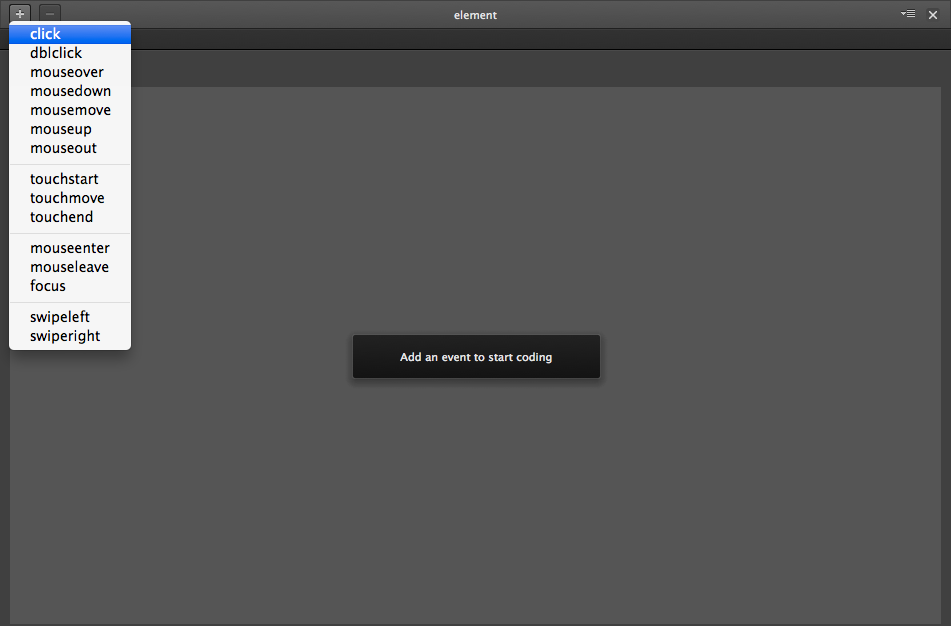 element
click
dblclick
mouseover
mousedown
mousemove
mouseup
mouseout
touchstart
touchmove
touchend
mouseenter
mouseleave
focus
swipeleft
swiperight
Add an event to start coding